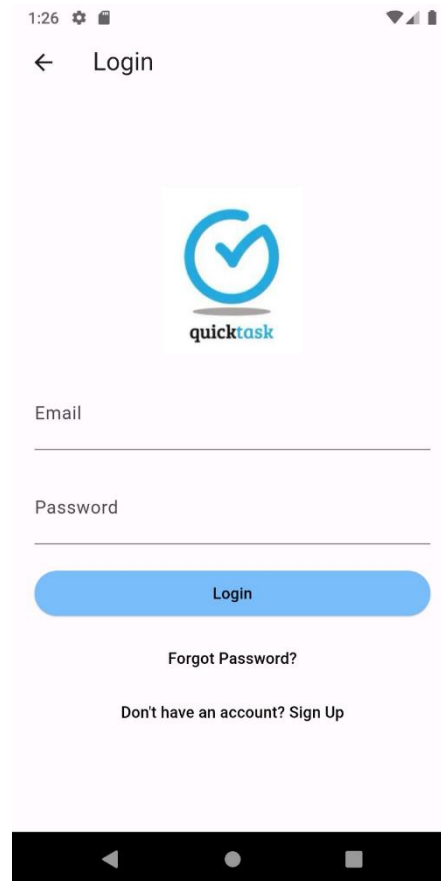 1:26
Login
quicktask
Email
Password
Login
Forgot Password?
Don't have an account? Sign Up